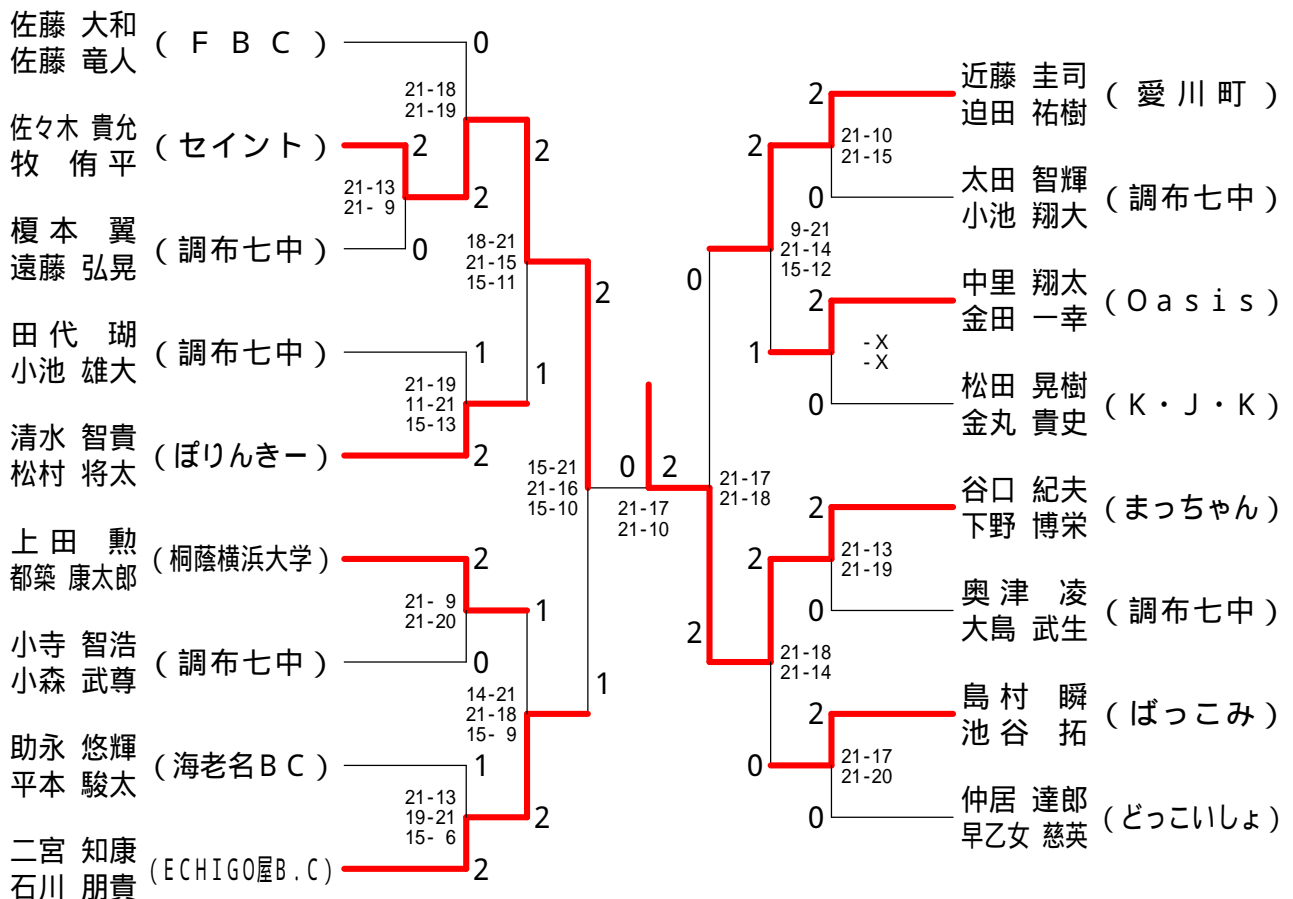 佐藤 大和
佐藤 竜人
( ＦＢＣ )
佐々木 貴允
牧 侑平
( セイント )
榎本 翼
遠藤 弘晃
( 調布七中 )
田代 瑚
小池 雄大
( 調布七中 )
清水 智貴
松村 将太
( ぽりんきー )
上田 勲
都築 康太郎
( 桐蔭横浜大学 )
小寺 智浩
小森 武尊
( 調布七中 )
助永 悠輝
平本 駿太
( 海老名ＢＣ )
二宮 知康
石川 朋貴
( ECHIGO屋B.C )
0
21-18
21-19
2
21-13
21- 9
0
2
2
18-21
21-15
15-11
1
21-19
11-21
15-13
2
1
2
15-21
21-16
15-10
2
21- 9
21-20
0
1
14-21
21-18
15- 9
1
21-13
19-21
15- 6
2
2
1
0 2
21-17
21-10
0
21-17
21-18
2
2
9-21
21-14
15-12
1
2
21-10
21-15
0
2
-X
-X
0
2
21-18
21-14
0
2
21-13
21-19
0
2
21-17
21-20
0
近藤 圭司
迫田 祐樹
( 愛川町 )
太田 智輝
小池 翔大
( 調布七中 )
中里 翔太
金田 一幸
( Ｏａｓｉｓ )
松田 晃樹
金丸 貴史
( Ｋ・Ｊ・Ｋ )
谷口 紀夫
下野 博栄
( まっちゃん )
奥津 凌
大島 武生
( 調布七中 )
島村 瞬
池谷 拓
( ばっこみ )
仲居 達郎
早乙女 慈英
( どっこいしょ )